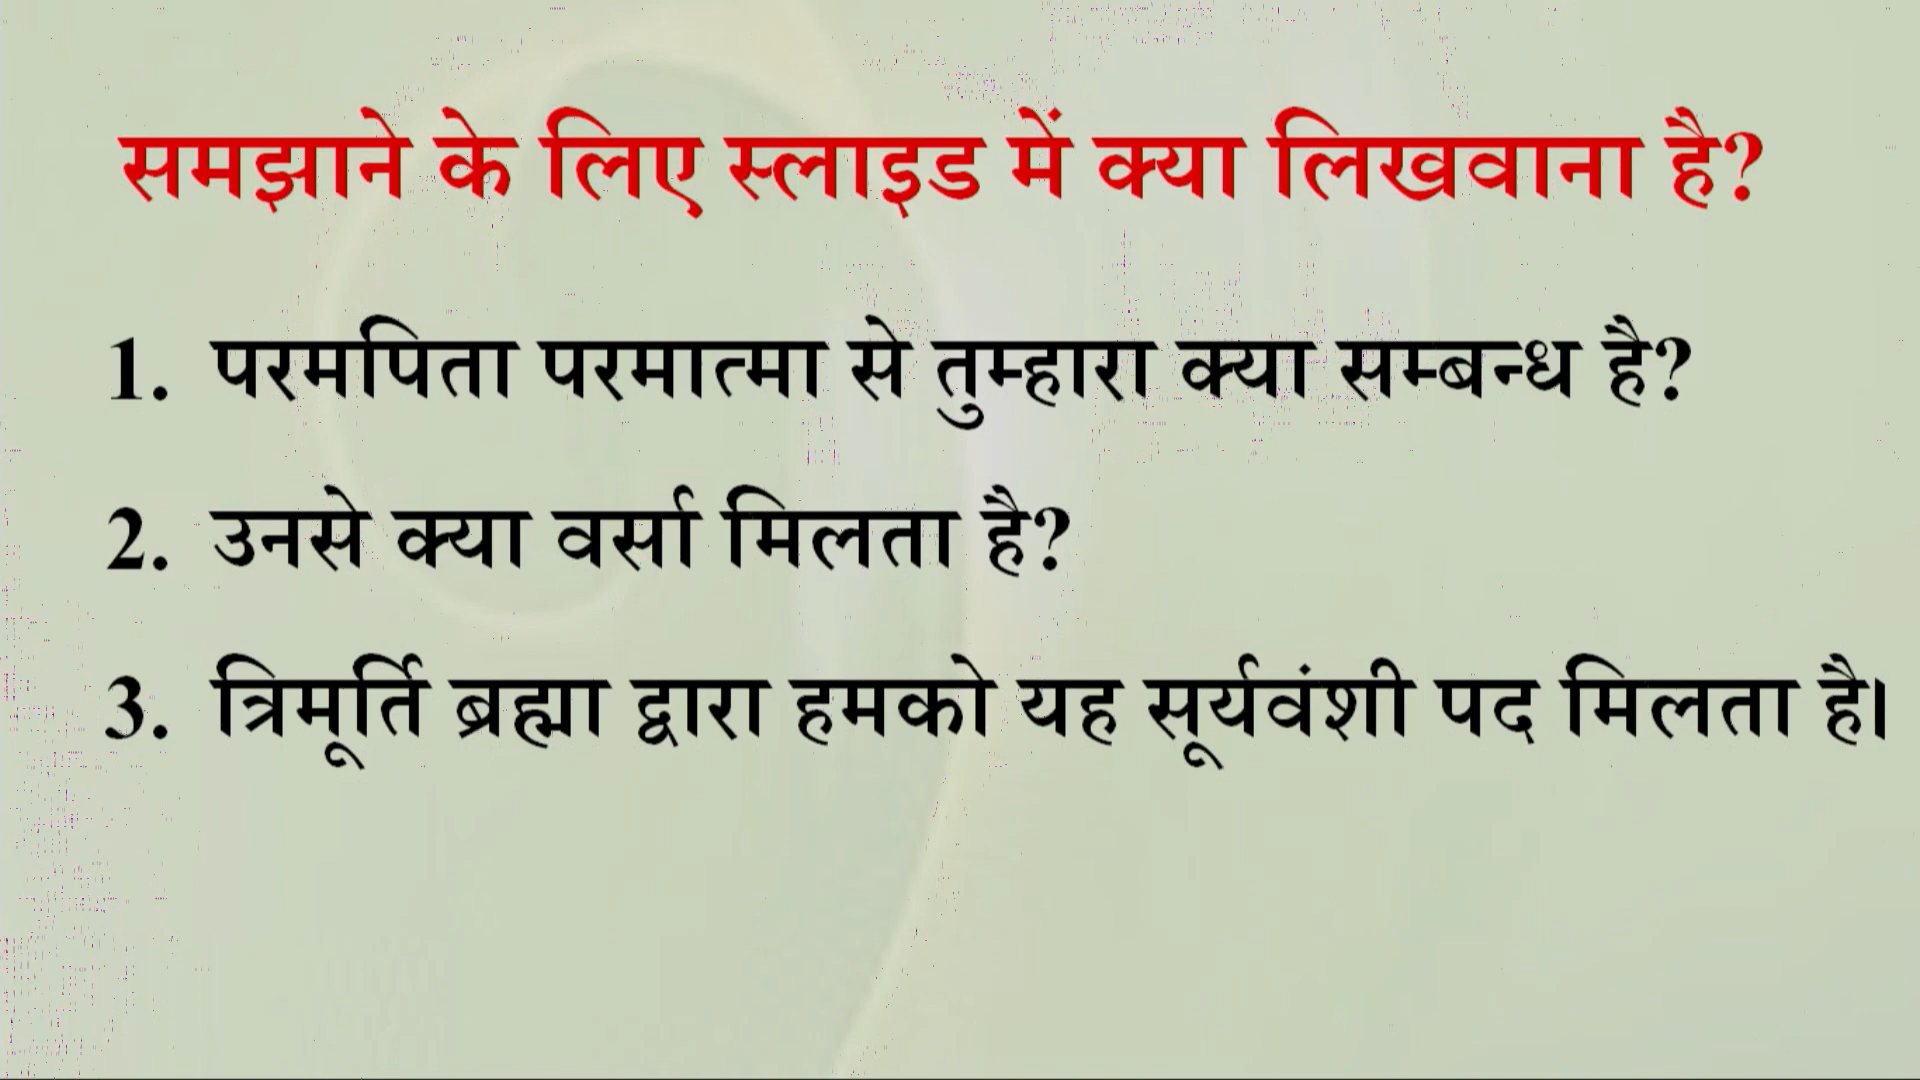 समझाने के लिए स्लाइड में क्या लिखवाना है?
1. परमपिता परमात्मा से तुम्हारा क्या सम्बन्ध है?
2. उनसे क्या वर्सा मिलता है?
3. त्रिमूर्ति ब्रह्मा द्वारा हमको यह सूर्यवंशी पद मिलता है।